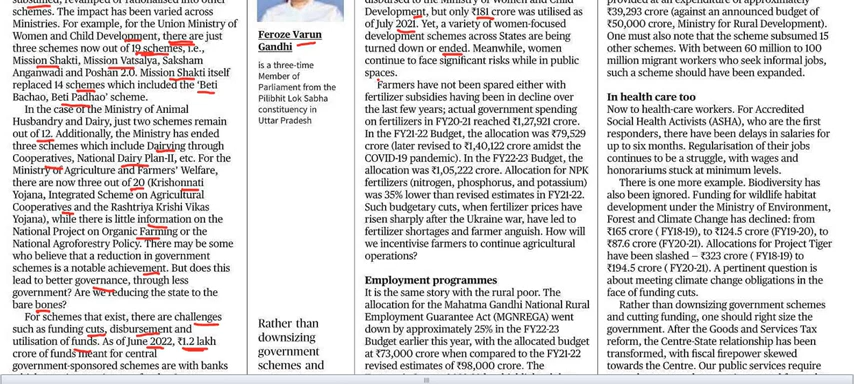 subsumed, revamped or rationalised into other
schemes. The impact has been varied across
Ministries. For example, for the Union Ministry of
Women and Child Development, there are just
three schemes now out of 19 schemes, i.e.,
Mission Shakti, Mission Vatsalya, Saksham
Anganwadi and Poshan 2.0. Mission Shakti itself
replaced 14 schemes which included the 'Beti
Bachao, Beti Padhao' scheme.
In the case of the Ministry of Animal
Husbandry and Dairy, just two schemes remain
out of 12. Additionally, the Ministry has ended
three schemes which include Dairying through
Cooperatives, National Dairy Plan-II, etc. For the
Ministry of Agriculture and Farmers' Welfare,
there are now three out of 20 (Krishonnati
Yojana, Integrated Scheme on Agricultural
Cooperatives and the Rashtriya Krishi Vikas
Yojana), while there is little information on the
National Project on Organic Farming or the
National Agroforestry Policy. There may be some
who believe that a reduction in government
schemes is a notable achievement. But does this
lead to better governance, through less
government? Are we reducing the state to the
bare bones?
For schemes that exist, there are challenges
such as funding cuts, disbursement and
utilisation of funds. As of June 2022, ₹1.2 lakh
crore of funds meant for central
government-sponsored schemes are with banks
Feroze Varun
Gandhi
is a three-time
Member of
Parliament from the
Pilibhit Lok Sabha
constituency in
Uttar Pradesh
Rather than
downsizing
government
schemes and
disbursed to the Ministry of Women and Child
Development, but only ₹181 crore was utilised as
of July 2021. Yet, a variety of women-focused
development schemes across States are being
turned down or ended. Meanwhile, women
continue to face significant risks while in public
spaces.
Farmers have not been spared either with
fertilizer subsidies having been in decline over
the last few years; actual government spending
on fertilizers in FY20-21 reached ₹1,27,921 crore.
In the FY21-22 Budget, the allocation was ₹79,529
crore (later revised to ₹1,40,122 crore amidst the
COVID-19 pandemic). In the FY22-23 Budget, the
allocation was ₹1,05,222 crore. Allocation for NPK
fertilizers (nitrogen, phosphorus, and potassium)
was 35% lower than revised estimates in FY21-22.
Such budgetary cuts, when fertilizer prices have
risen sharply after the Ukraine war, have led to
fertilizer shortages and farmer anguish. How will
we incentivise farmers to continue agricultural
operations?
Employment programmes
It is the same story with the rural poor. The
allocation for the Mahatma Gandhi National Rural
Employment Guarantee Act (MGNREGA) went
down by approximately 25% in the FY22-23
Budget earlier this year, with the allocated budget
at ₹73,000 crore when compared to the FY21-22
revised estimates of ₹98,000 crore. The
provided at an expenditure of approximately
₹39,293 crore (against an announced budget of
₹50,000 crore, Ministry for Rural Development).
One must also note that the scheme subsumed 15
other schemes. With between 60 million to 100
million migrant workers who seek informal jobs,
such a scheme should have been expanded.
In health care too
Now to health-care workers. For Accredited
Social Health Activists (ASHA), who are the first
responders, there have been delays in salaries for
up to six months. Regularisation of their jobs
continues to be a struggle, with wages and
honorariums stuck at minimum levels.
There is one more example. Biodiversity has
also been ignored. Funding for wildlife habitat
development under the Ministry of Environment,
Forest and Climate Change has declined: from
₹165 crore ( FY18-19), to ₹124.5 crore (FY19-20), to
₹87.6 crore (FY20-21). Allocations for Project Tiger
have been slashed – ₹323 crore ( FY18-19) to
₹194.5 crore ( FY20-21). A pertinent question is
about meeting climate change obligations in the
face of funding cuts.
Rather than downsizing government schemes
and cutting funding, one should right size the
government. After the Goods and Services Tax
reform, the Centre-State relationship has been
transformed, with fiscal firepower skewed
towards the Centre. Our public services require